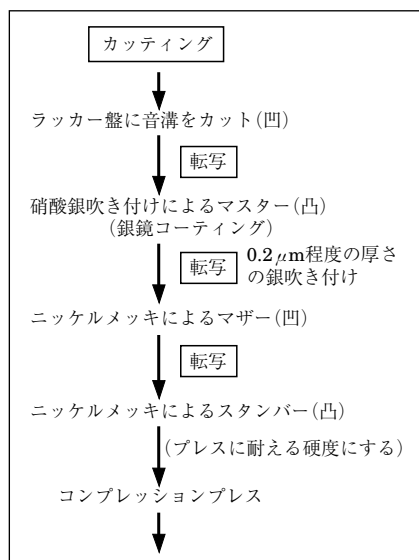 カッティング
ラッカー盤に音溝をカット(凹)
転写
硝酸銀吹き付けによるマスター(凸)
(銀鏡コーティング)
転写 0.2μm程度の厚さ
の銀吹き付け
ニッケルメッキによるマザー(凹)
転写
ニッケルメッキによるスタンバー(凸)
(プレスに耐える硬度にする)
コンプレッションプレス